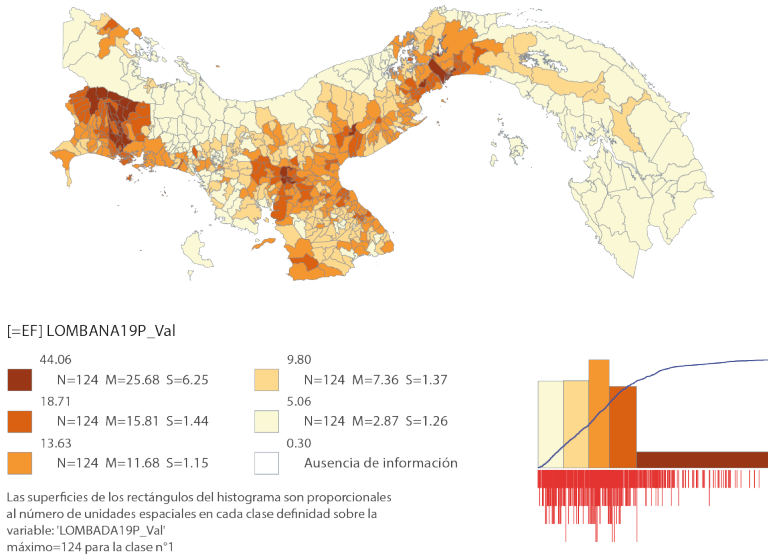 [=EF] LOMBANA19P_Val
44.06
N=124 M=25.68 S=6.25
18.71
N=124 M=15.81 S=1.44
13.63
N=124 M=11.68 S=1.15
9.80
N=124 M=7.36 S=1.37
5.06
N=124 M=2.87 S=1.26
0.30
Ausencia de información
Las superficies de los rectángulos del histograma son proporcionales
al número de unidades espaciales en cada clase definidad sobre la
variable: 'LOMBADA19P_Val'
máximo=124 para la clase n°1